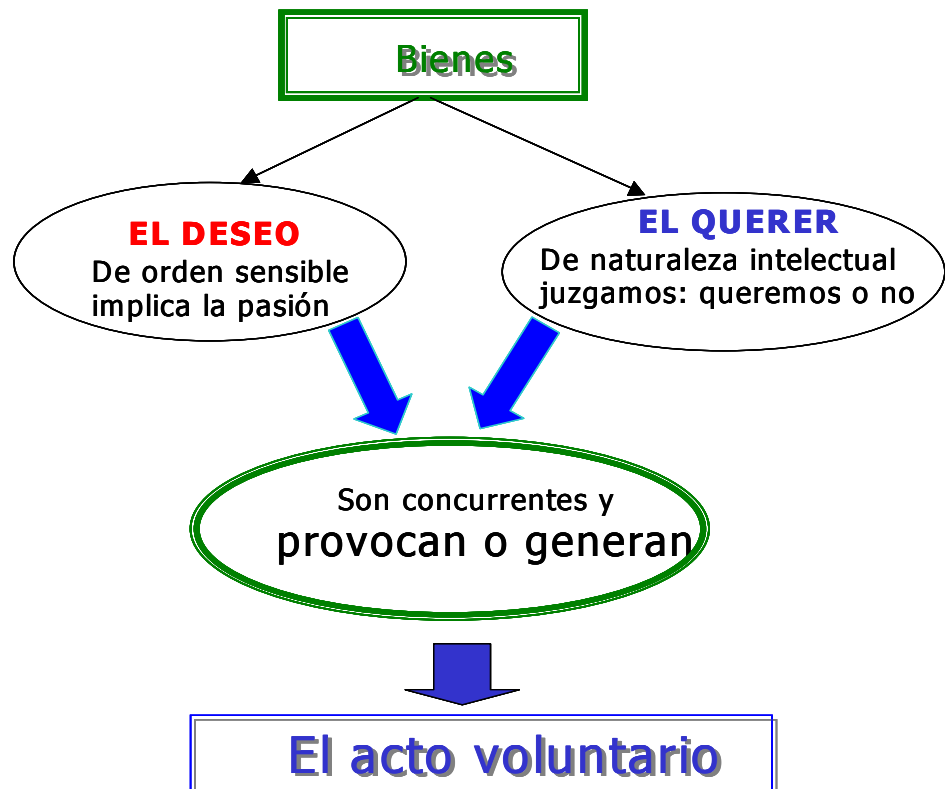 Bienes
EL DESEO
De orden sensible
implica la pasión
EL QUERER
De naturaleza intelectual
juzgamos: queremos o no
Son concurrentes y
provocan o generan
El acto voluntario